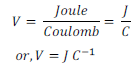 V = Joule/Coulomb = J/C
or, V = J C⁻¹